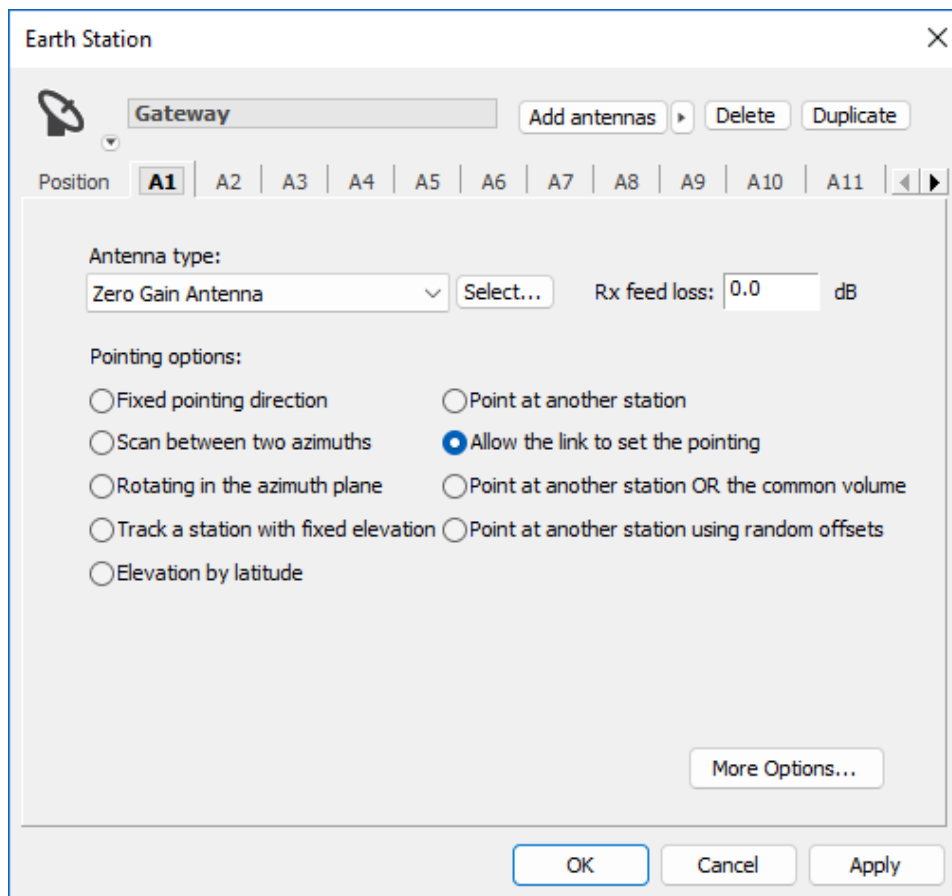 Earth Station
Gateway Add antennas Delete Duplicate
Position A1 A2 A3 A4 A5 A6 A7 A8 A9 A10 A11
Antenna type:
Zero Gain Antenna Select... Rx feed loss: 0.0 dB
Pointing options:
Fixed pointing direction Point at another station
Scan between two azimuths Allow the link to set the pointing
Rotating in the azimuth plane Point at another station OR the common volume
Track a station with fixed elevation Point at another station using random offsets
Elevation by latitude
More Options...
OK Cancel Apply